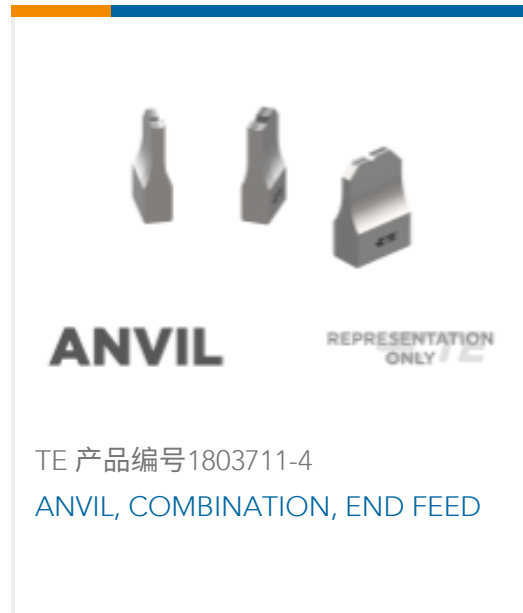 ANVIL
REPRESENTATION
ONLY
TE
TE 产品编号1803711-4
ANVIL, COMBINATION, END FEED